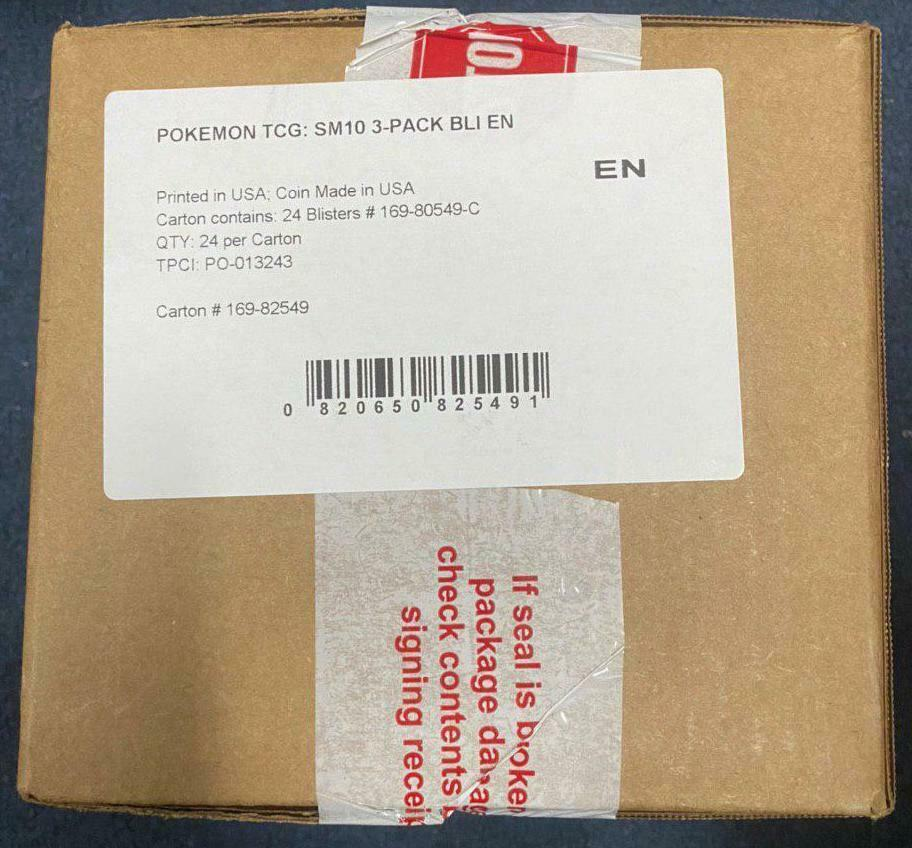 TO
POKEMON TCG: SM10 3-PACK BLI EN
EN
Printed in USA; Coin Made in USA
Carton contains: 24 Blisters # 169-80549-C
QTY: 24 per Carton
TPCI: PO-013243
Carton # 169-82549
0 820650 825491
If seal is broken
package
check contents
signing